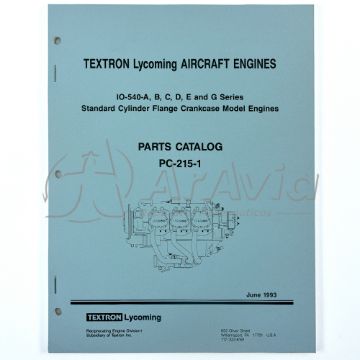 TEXTRON Lycoming AIRCRAFT ENGINES
IO-540-A, B, C, D, E and G Series
Standard Cylinder Flange Crankcase Model Engines
PARTS CATALOG
PC-215-1
AirAvia
June 1993
TEXTRON Lycoming
Reciprocating Engine Division
Subsidiary of Textron Inc.
652 Oliver Street
Williamsport, PA 17701 U.S.A.